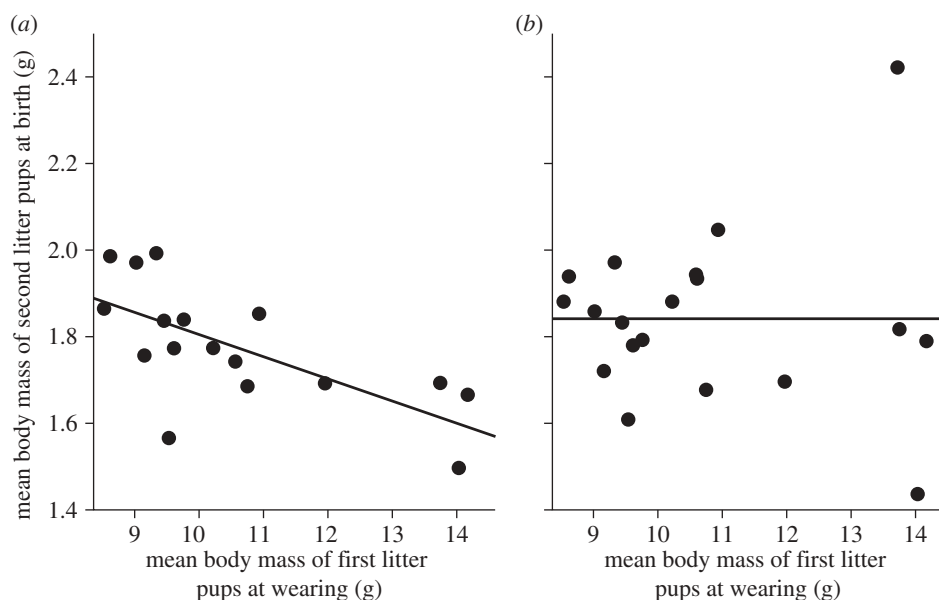 (a)
(b)
mean body mass of second litter pups at birth (g)
2.4
2.2
2.0
1.8
1.6
1.4
9 10 11 12 13 14
9 10 11 12 13 14
mean body mass of first litter
pups at wearing (g)
mean body mass of first litter
pups at wearing (g)